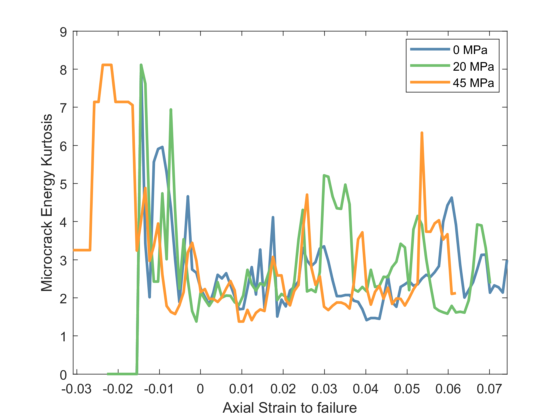 9
8
7
6
5
4
3
2
1
0
Microcrack Energy Kurtosis
0 MPa
20 MPa
45 MPa
-0.03 -0.02 -0.01 0 0.01 0.02 0.03 0.04 0.05 0.06 0.07
Axial Strain to failure